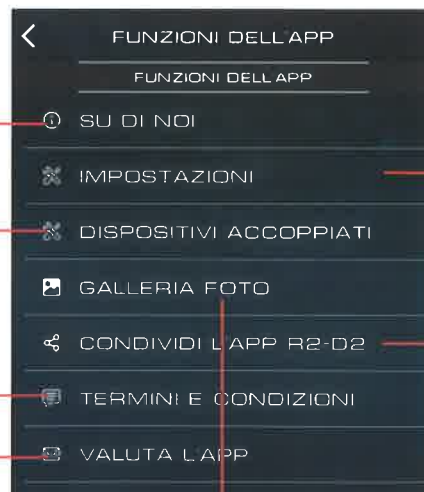 FUNZIONI DELL'APP
FUNZIONI DELL'APP
SU DI NOI
IMPOSTAZIONI
DISPOSITIVI ACCOPPIATI
GALLERIA FOTO
CONDIVIDI L'APP R2-D2
TERMINI E CONDIZIONI
VALUTA L'APP